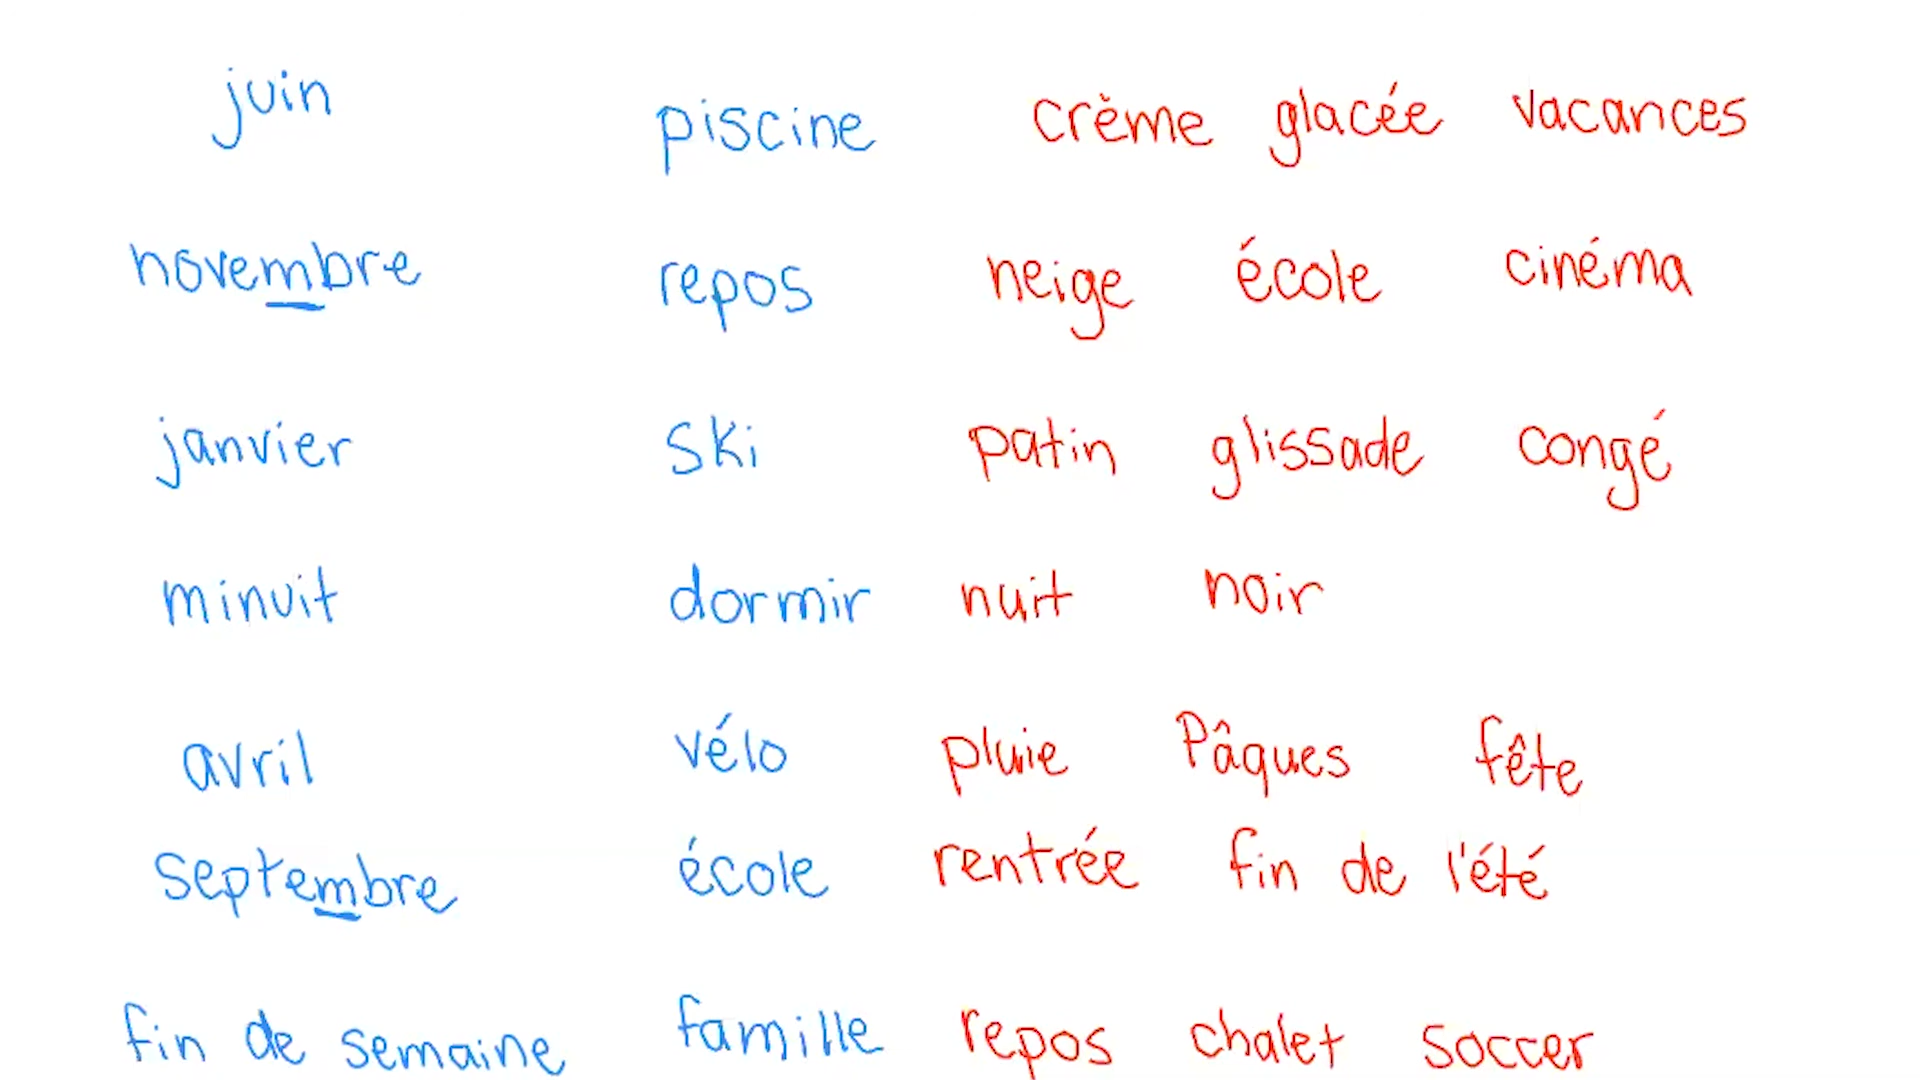 juin piscine crème glacée vacances
novembre repos neige école cinéma
janvier ski patin glissade congé
minuit dormir nuit noir
avril vélo pluie Pâques fête
septembre école rentrée fin de l'été
fin de semaine famille repos chalet soccer